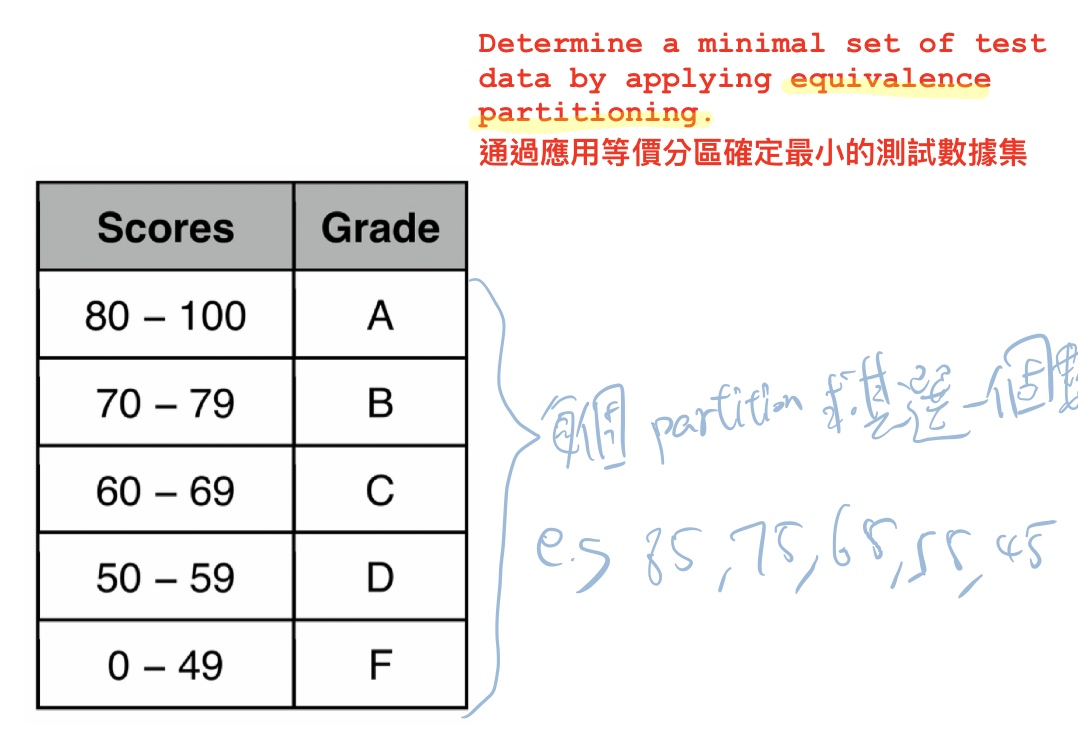 Determine a minimal set of test
data by applying equivalence
partitioning.
通過應用等價分區確定最小的測試數據集
Scores Grade
80 – 100 A
70 – 79 B
60 – 69 C
50 – 59 D
0 – 49 F
每個 partition 選一個數
e.g 85, 75, 65, 55, 45